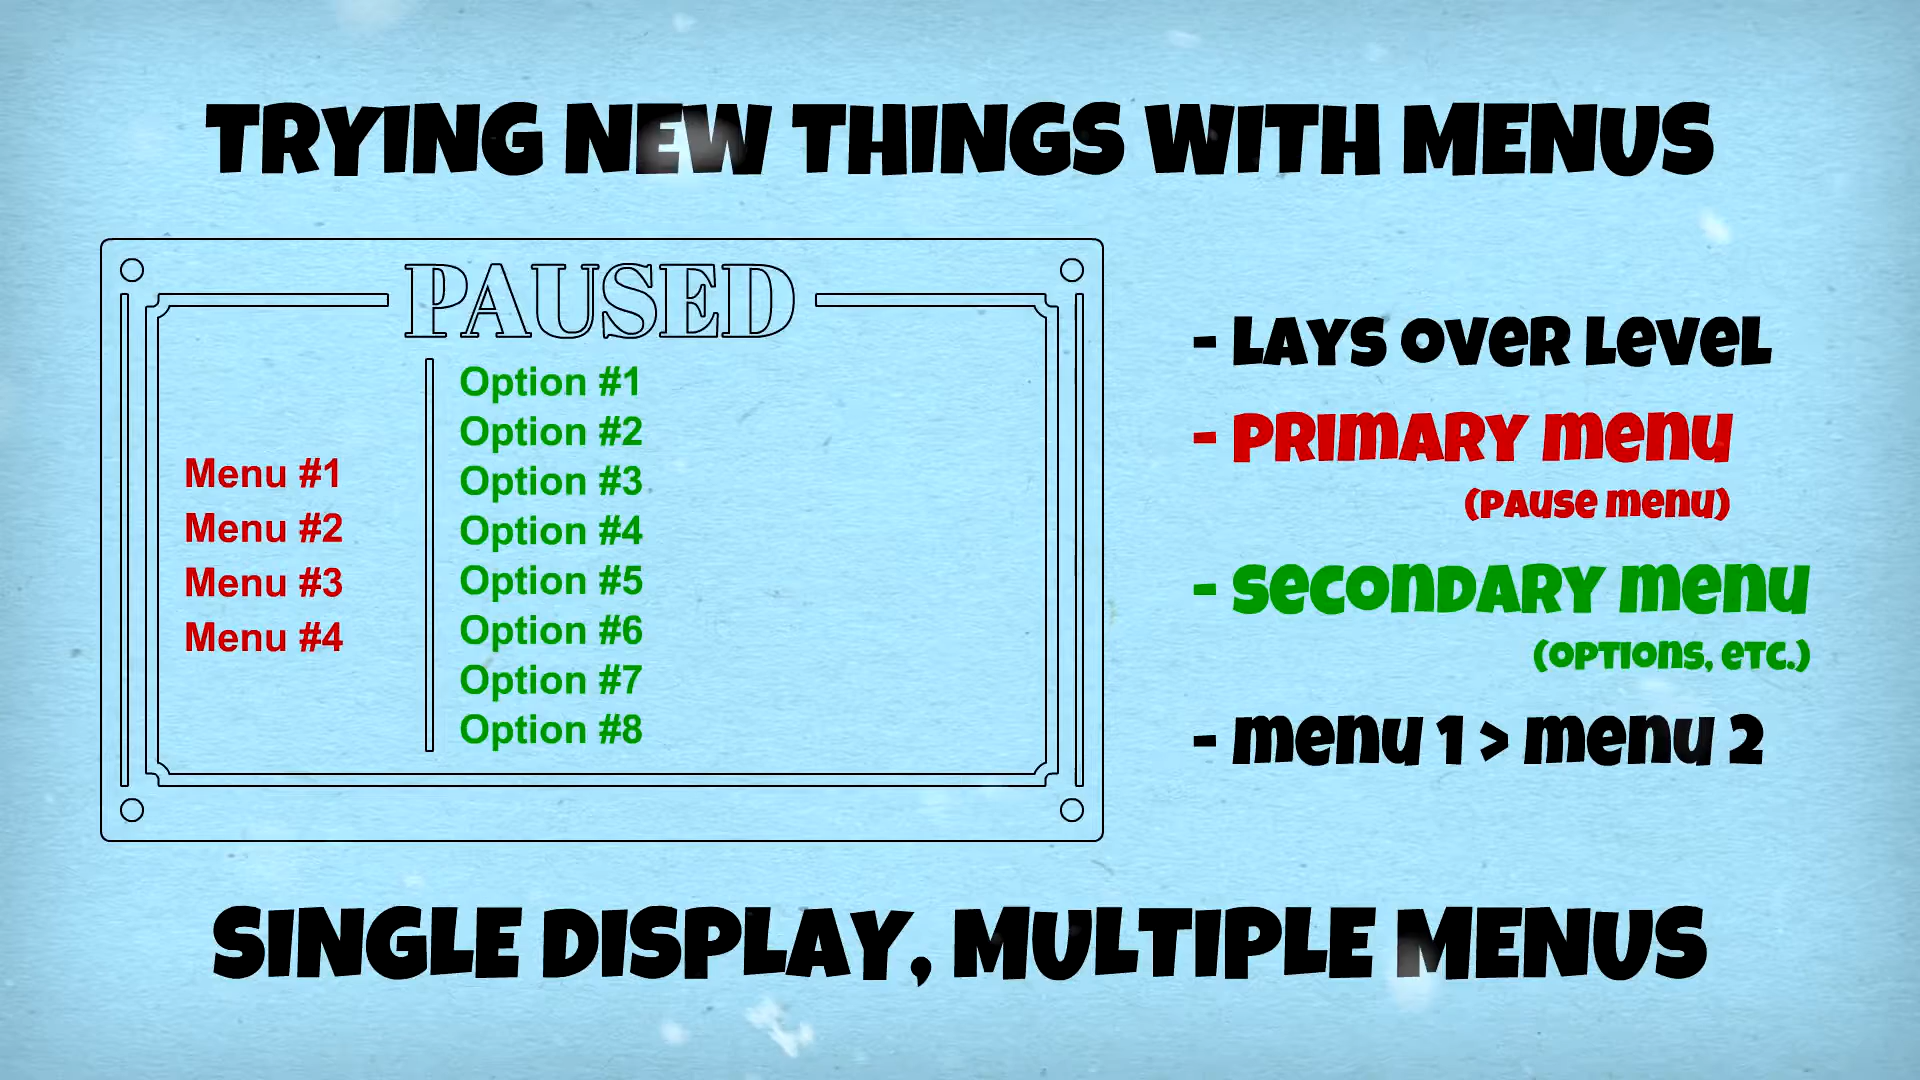 TRYING NEW THINGS WITH MENUS
PAUSED
Menu #1
Menu #2
Menu #3
Menu #4
Option #1
Option #2
Option #3
Option #4
Option #5
Option #6
Option #7
Option #8
- LAYS OVER LEVEL
- PRIMARY MENU
(PAUSE MENU)
- SECONDARY MENU
(OPTIONS, ETC.)
- MENU 1 > MENU 2
SINGLE DISPLAY, MULTIPLE MENUS